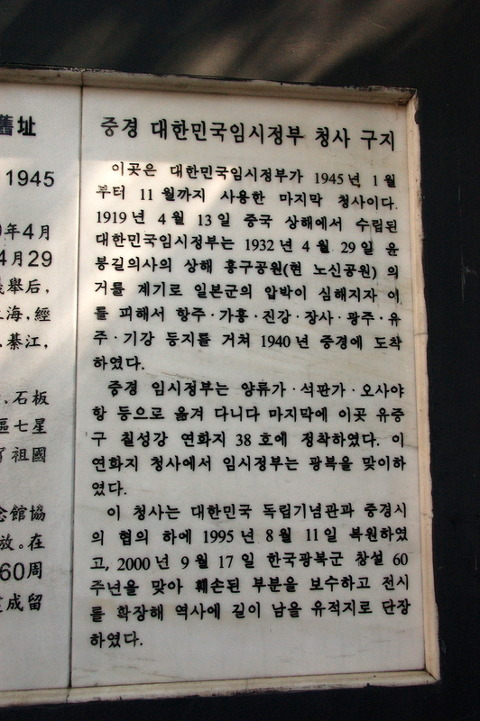 舊址
1945
年4月
4月29
義舉后,
上海,經
、綦江,
,石板
區七星
了祖國
念館協
放。在
60周
成留
중경 대한민국임시정부 청사 구지
이곳은 대한민국임시정부가 1945년 1월
부터 11월까지 사용한 마지막 청사이다.
1919년 4월 13일 중국 상해에서 수립된
대한민국임시정부는 1932년 4월 29일 윤
봉길의사의 상해 홍구공원(현 노신공원) 의
거를 계기로 일본군의 압박이 심해지자 이
를 피해서 항주·가흥·진강·장사·광주·유
주·기강 등지를 거쳐 1940년 중경에 도착
하였다.
중경 임시정부는 양류가·석판가·오사야
항 등으로 옮겨 다니다 마지막에 이곳 유중
구 칠성강 연화지 38호에 정착하였다. 이
연화지 청사에서 임시정부는 광복을 맞이하
였다.
이 청사는 대한민국 독립기념관과 중경시
의 협의 하에 1995년 8월 11일 복원하였
고, 2000년 9월 17일 한국광복군 창설 60
주년을 맞아 훼손된 부분을 보수하고 전시
를 확장해 역사에 길이 남을 유적지로 단장
하였다.